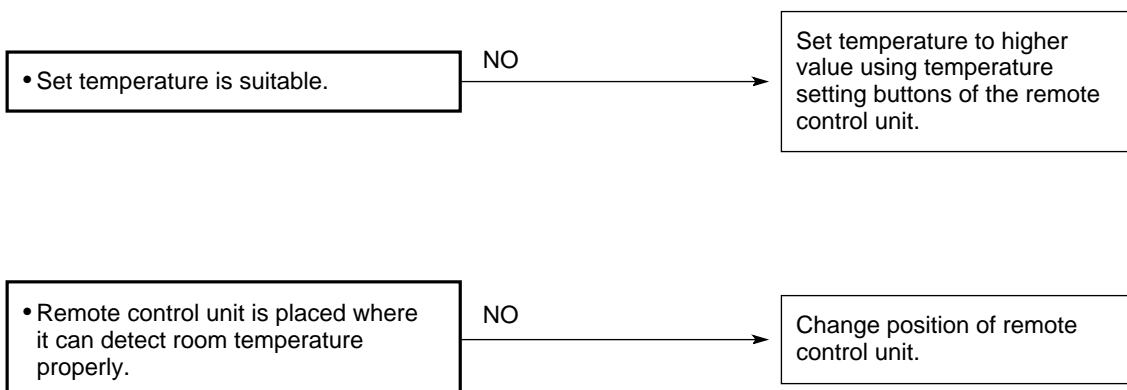 • Set temperature is suitable.
NO
Set temperature to higher
value using temperature
setting buttons of the remote
control unit.
• Remote control unit is placed where
it can detect room temperature
properly.
NO
Change position of remote
control unit.